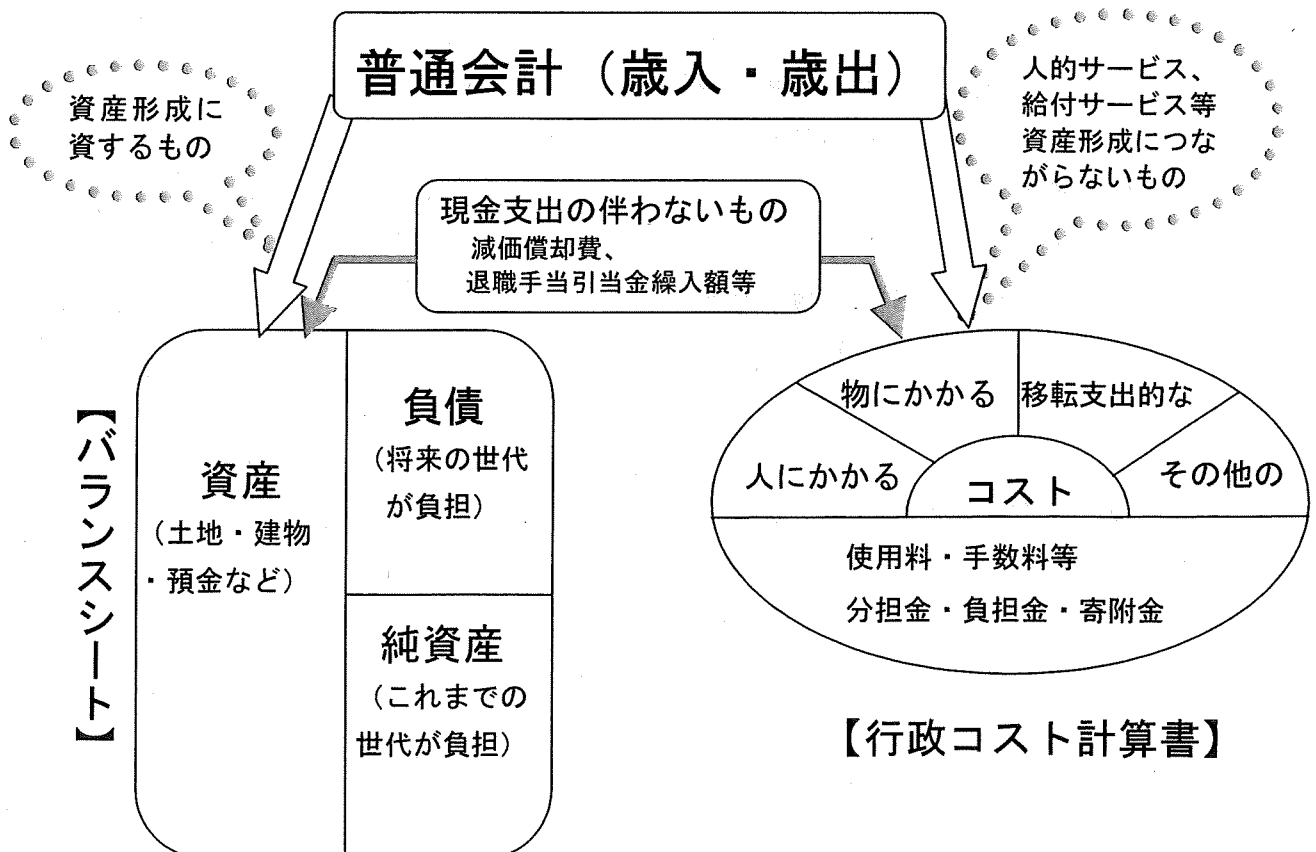 普通会計（歳入・歳出）
資産形成に
資するもの
人的サービス、
給付サービス等
資産形成につな
がらないもの
現金支出の伴わないもの
減価償却費、
退職手当引当金繰入額等
【バランスシート】
資産
（土地・建物
・預金など）
負債
（将来の世代
が負担）
純資産
（これまでの
世代が負担）
人にかかる
物にかかる
移転支出的な
その他の
コスト
使用料・手数料等
分担金・負担金・寄附金
【行政コスト計算書】